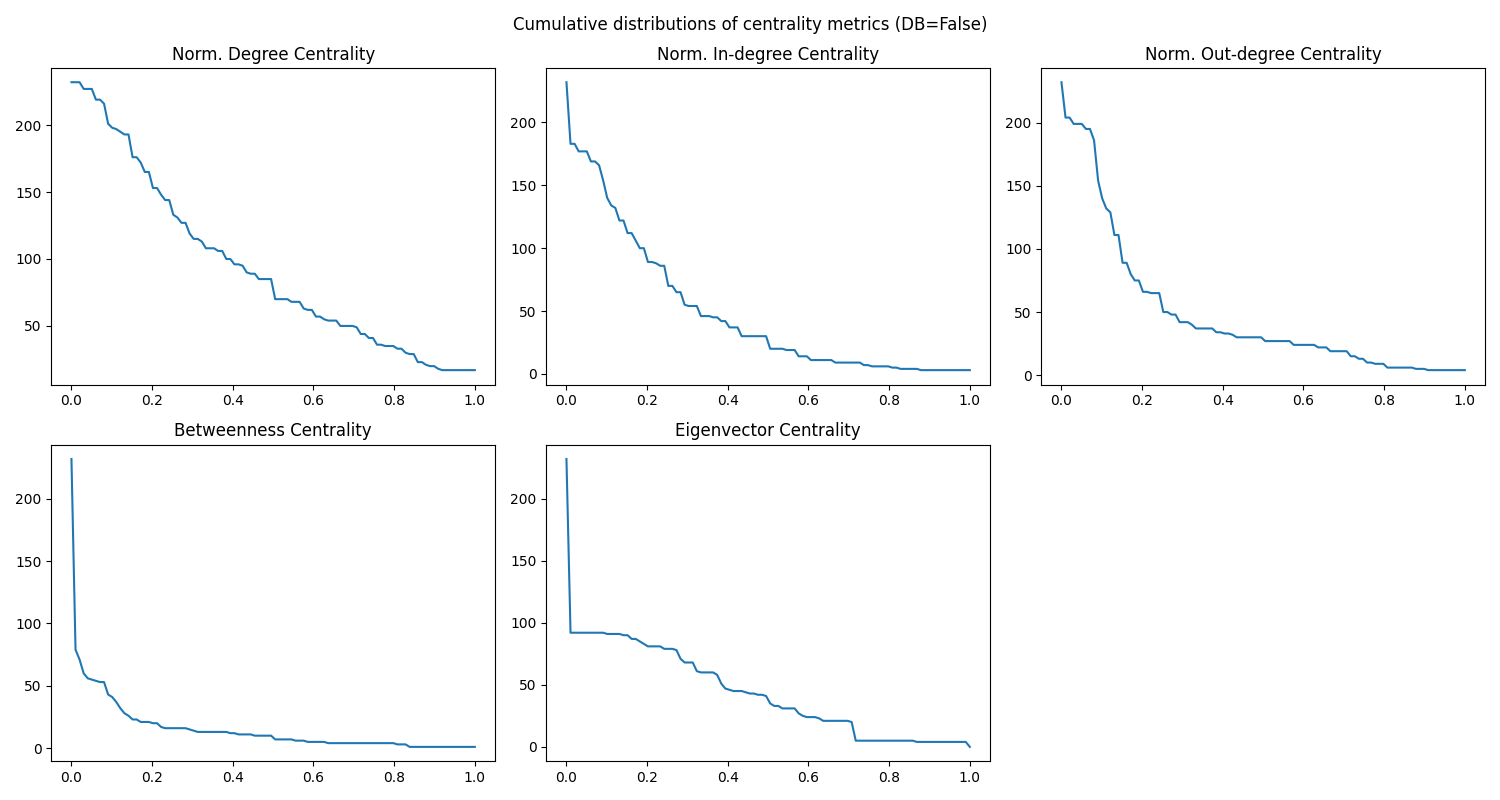 Cumulative distributions of centrality metrics (DB=False)
Norm. Degree Centrality
200
150
100
50
0.0 0.2 0.4 0.6 0.8 1.0
Norm. In-degree Centrality
200
150
100
50
0
0.0 0.2 0.4 0.6 0.8 1.0
Norm. Out-degree Centrality
200
150
100
50
0
0.0 0.2 0.4 0.6 0.8 1.0
Betweenness Centrality
200
150
100
50
0
0.0 0.2 0.4 0.6 0.8 1.0
Eigenvector Centrality
200
150
100
50
0
0.0 0.2 0.4 0.6 0.8 1.0